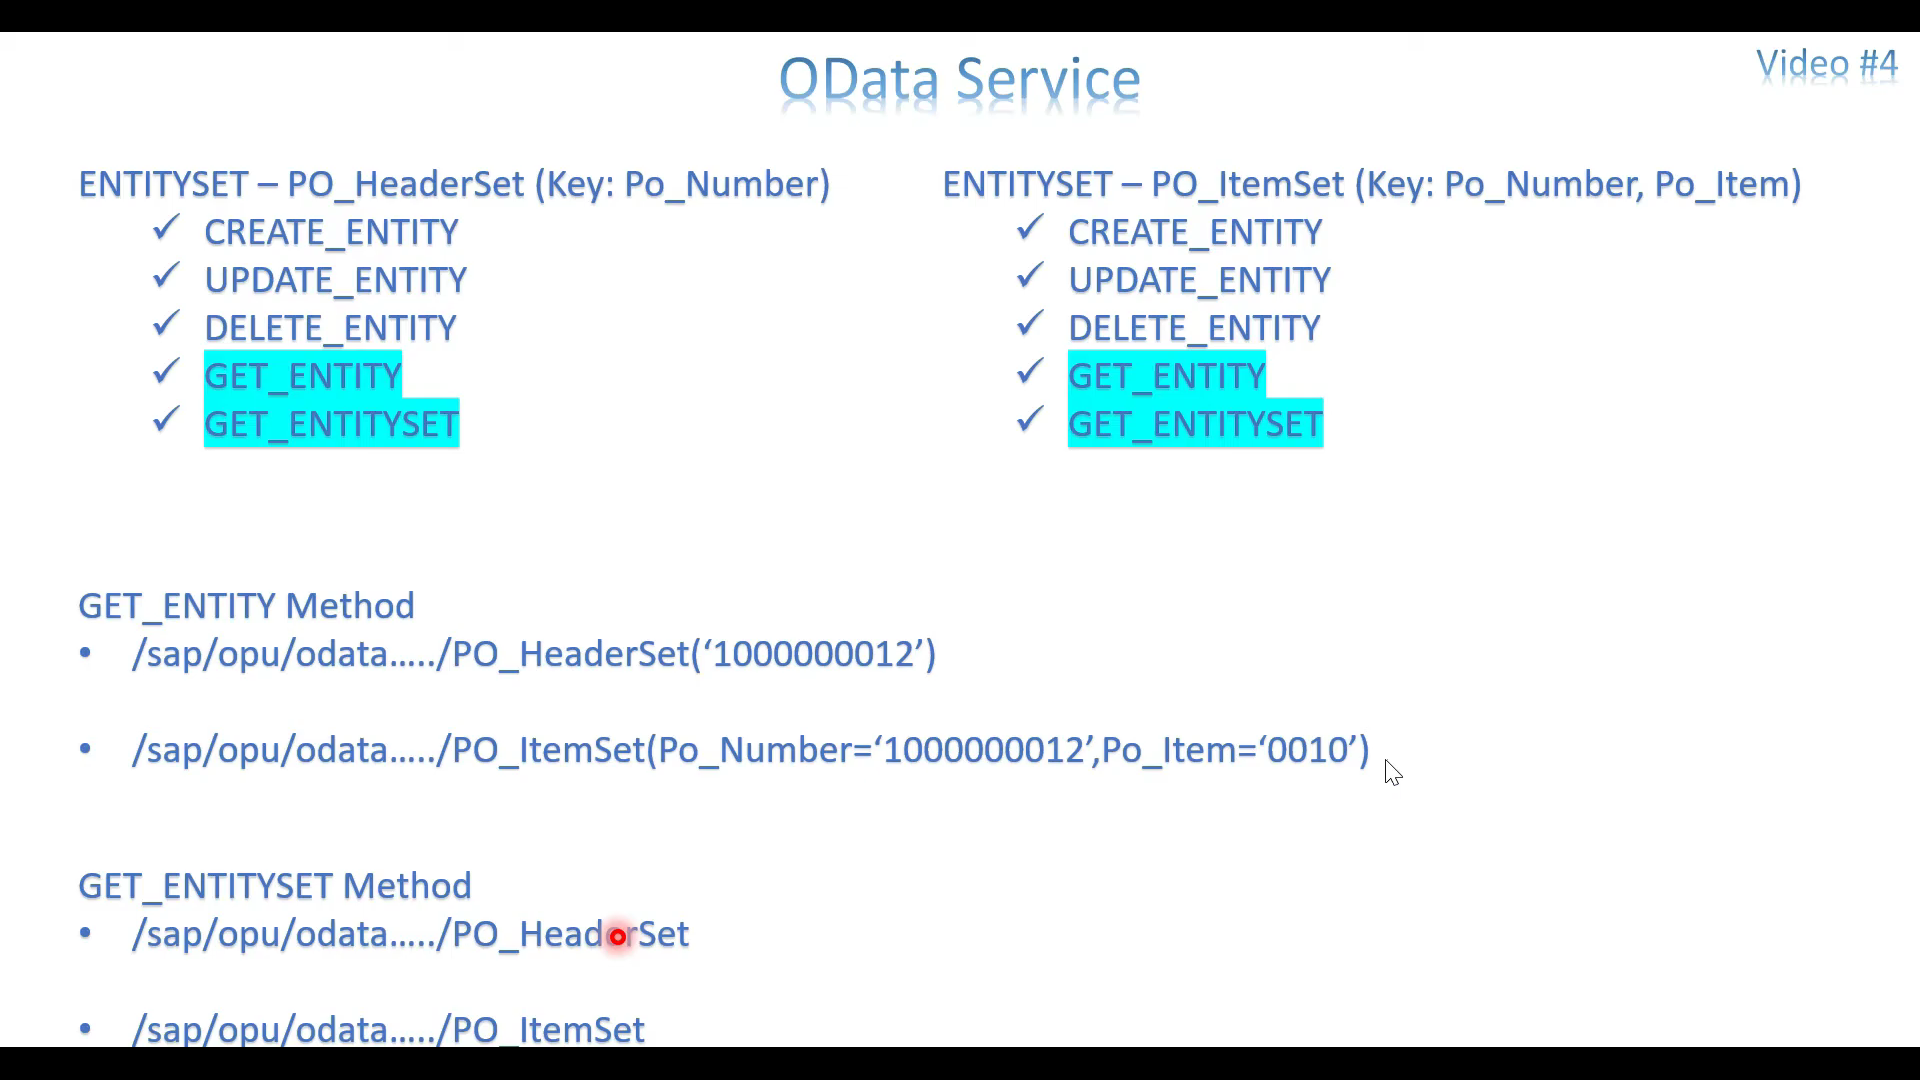 OData Service
Video #4
ENTITYSET – PO_HeaderSet (Key: Po_Number)
✓ CREATE_ENTITY
✓ UPDATE_ENTITY
✓ DELETE_ENTITY
✓ GET_ENTITY
✓ GET_ENTITYSET
ENTITYSET – PO_ItemSet (Key: Po_Number, Po_Item)
✓ CREATE_ENTITY
✓ UPDATE_ENTITY
✓ DELETE_ENTITY
✓ GET_ENTITY
✓ GET_ENTITYSET
GET_ENTITY Method
• /sap/opu/odata…../PO_HeaderSet(‘1000000012’)
• /sap/opu/odata…../PO_ItemSet(Po_Number=‘1000000012’,Po_Item=‘0010’)
GET_ENTITYSET Method
• /sap/opu/odata…../PO_HeaderSet
• /sap/opu/odata…../PO_ItemSet